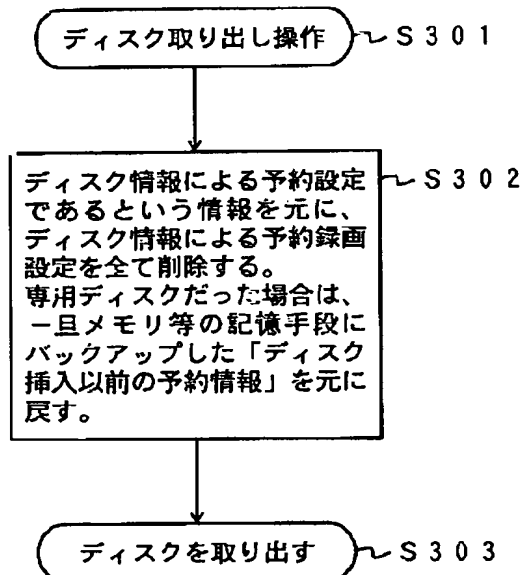 ディスク取り出し操作 S301
ディスク情報による予約設定 S302
であるという情報を元に、
ディスク情報による予約録画
設定を全て削除する。
専用ディスクだった場合は、
一旦メモリ等の記憶手段に
バックアップした「ディスク
挿入以前の予約情報」を元に
戻す。
ディスクを取り出す S303